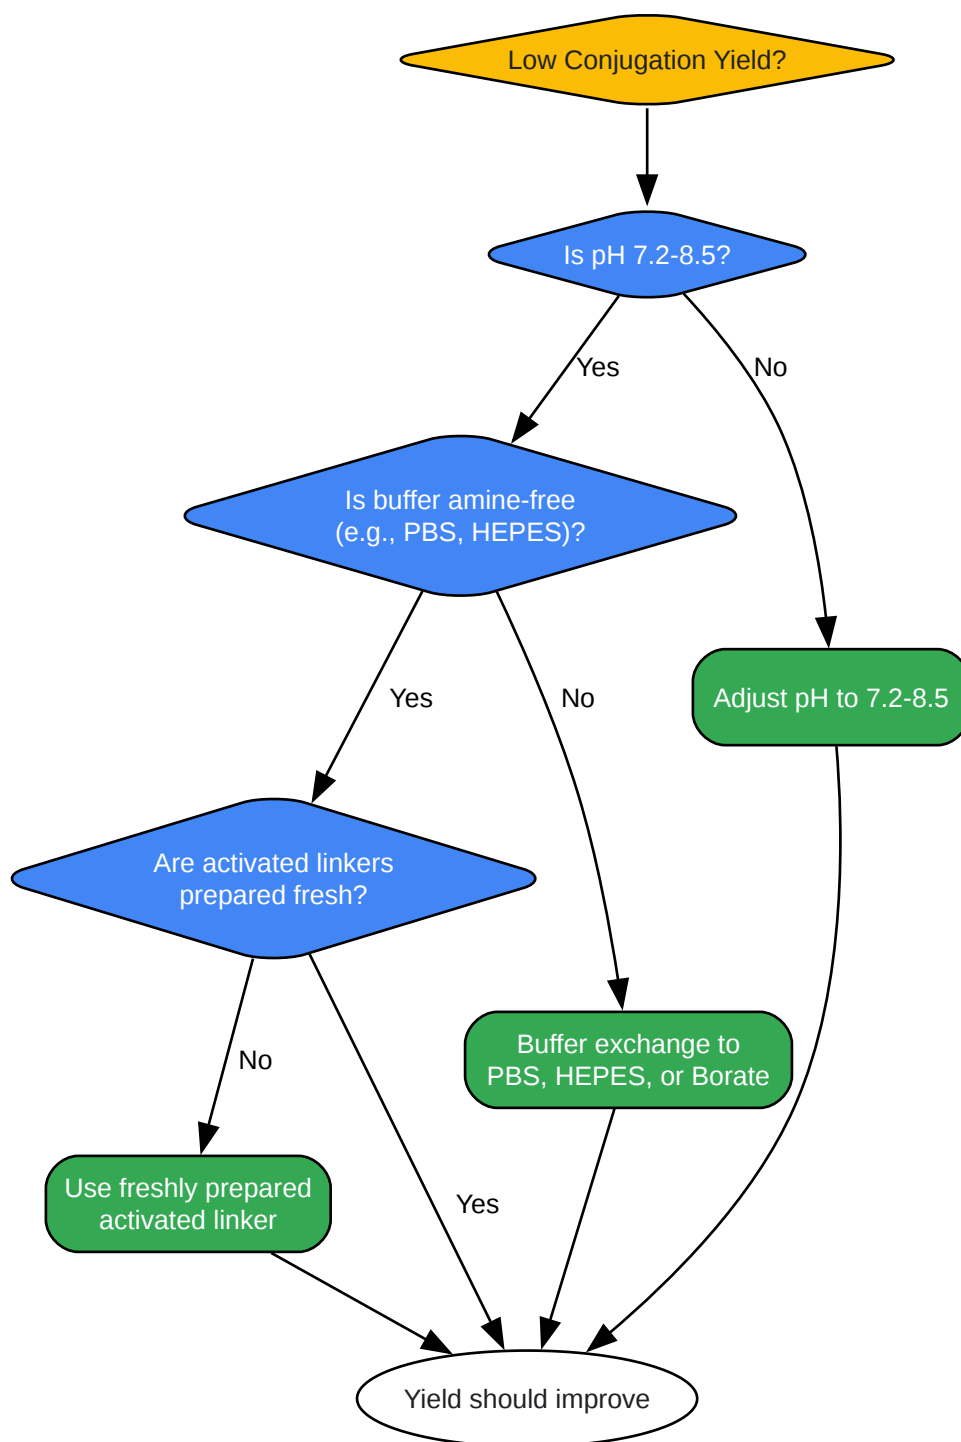 Low Conjugation Yield?
Is pH 7.2-8.5?
Yes
No
Is buffer amine-free
(e.g., PBS, HEPES)?
Yes
No
Adjust pH to 7.2-8.5
Are activated linkers
prepared fresh?
No
Buffer exchange to
PBS, HEPES, or Borate
Use freshly prepared
activated linker
Yes
Yield should improve